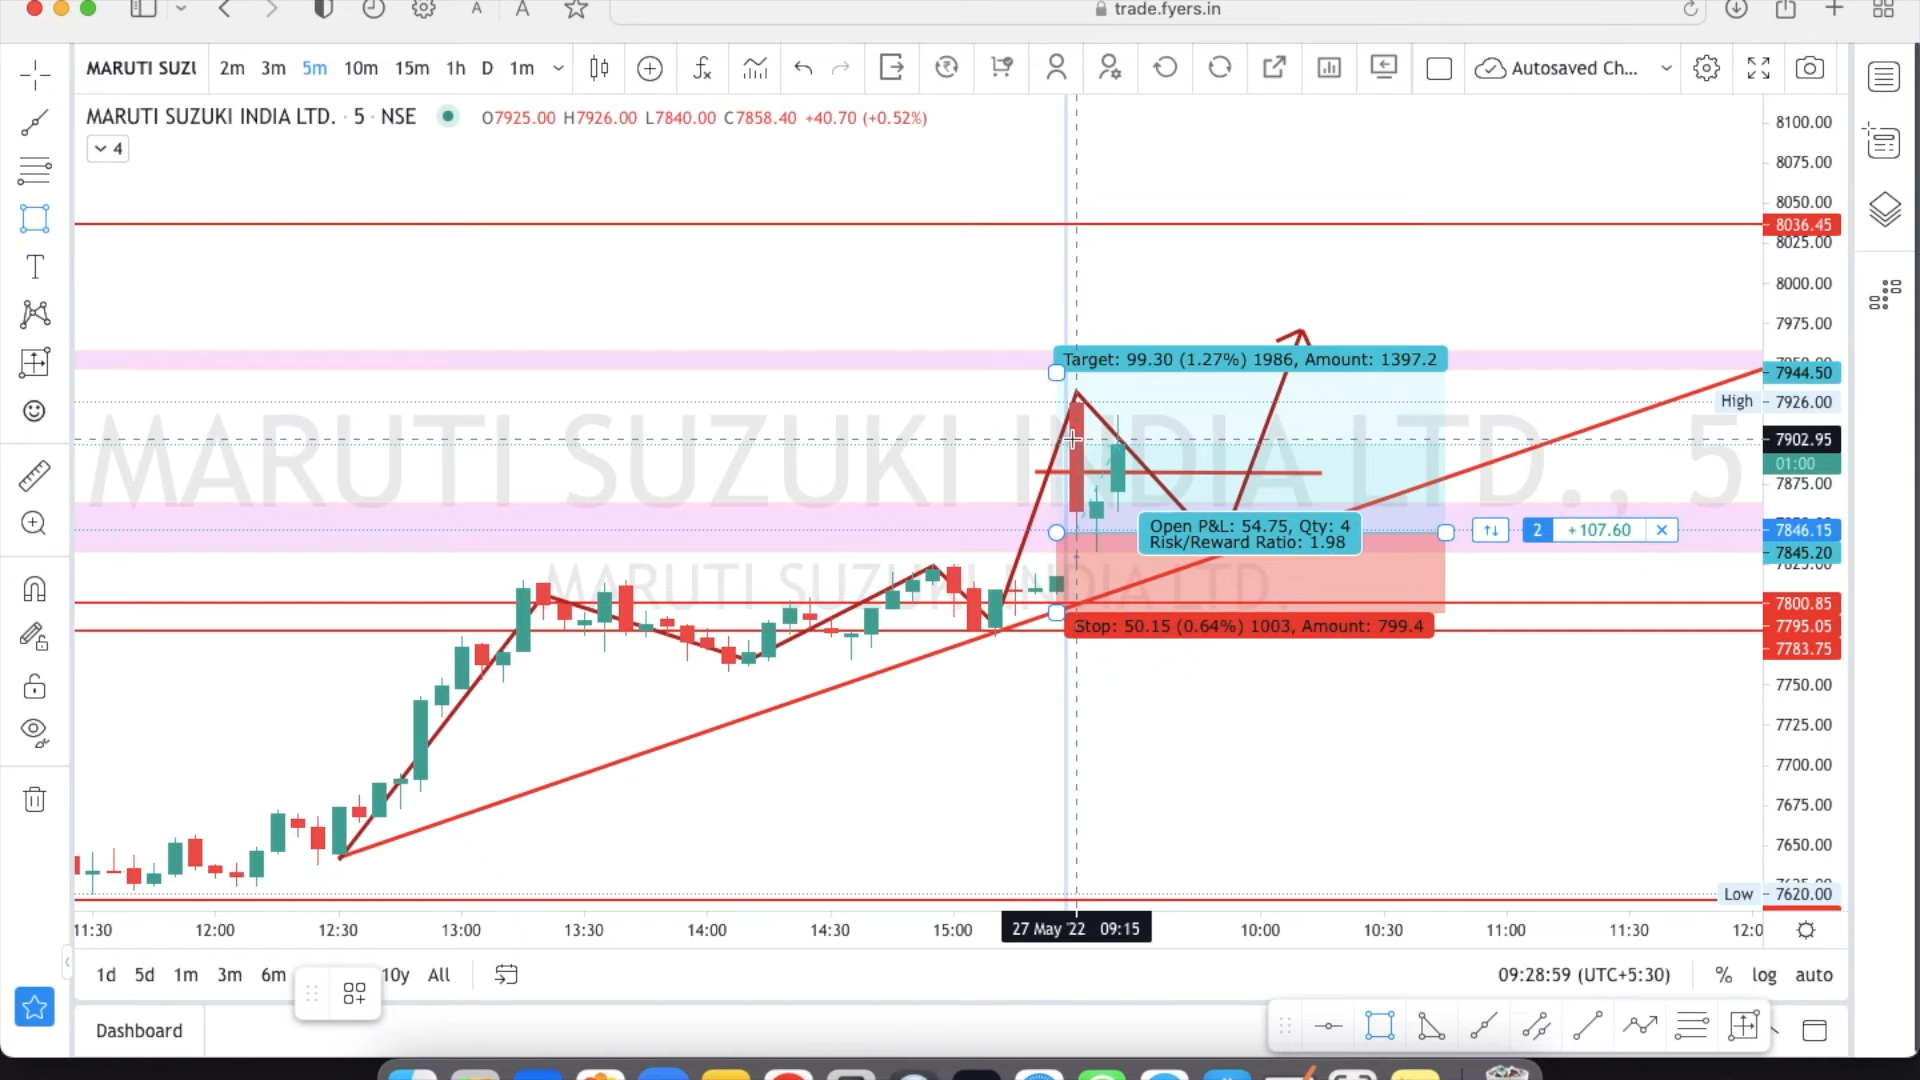 trade.fyers.in
MARUTI SUZU 2m 3m 5m 10m 15m 1h D 1m Autosaved Ch...
MARUTI SUZUKI INDIA LTD. · 5 · NSE O7925.00 H7926.00 L7840.00 C7858.40 +40.70 (+0.52%)
4
8100.00
8075.00
8050.00
8036.45
8025.00
8000.00
7975.00
Target: 99.30 (1.27%) 1986, Amount: 1397.2
7944.50
High 7926.00
MARUTI SUZUKI INDIA LTD., 5
7902.95
01:00
7875.00
Open P&L: 54.75, Qty: 4
Risk/Reward Ratio: 1.98
2 +107.60
7846.15
7845.20
7825.00
MARUTI SUZUKI INDIA LTD.
7800.85
Stop: 50.15 (0.64%) 1003, Amount: 799.4
7795.05
7783.75
7750.00
7725.00
7700.00
7675.00
7650.00
Low 7620.00
11:30 12:00 12:30 13:00 13:30 14:00 14:30 15:00 27 May '22 09:15 10:00 10:30 11:00 11:30 12:0
1d 5d 1m 3m 6m 10y All 09:28:59 (UTC+5:30) % log auto
Dashboard